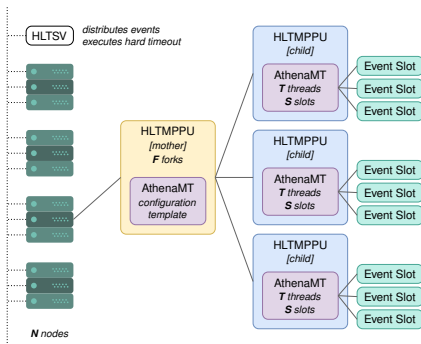 HLTSV
distributes events
executes hard timeout
N nodes
HLTMPPU
[mother]
F forks
AthenaMT
configuration
template
HLTMPPU
[child]
AthenaMT
T threads
S slots
Event Slot
Event Slot
Event Slot
HLTMPPU
[child]
AthenaMT
T threads
S slots
Event Slot
Event Slot
Event Slot
HLTMPPU
[child]
AthenaMT
T threads
S slots
Event Slot
Event Slot
Event Slot